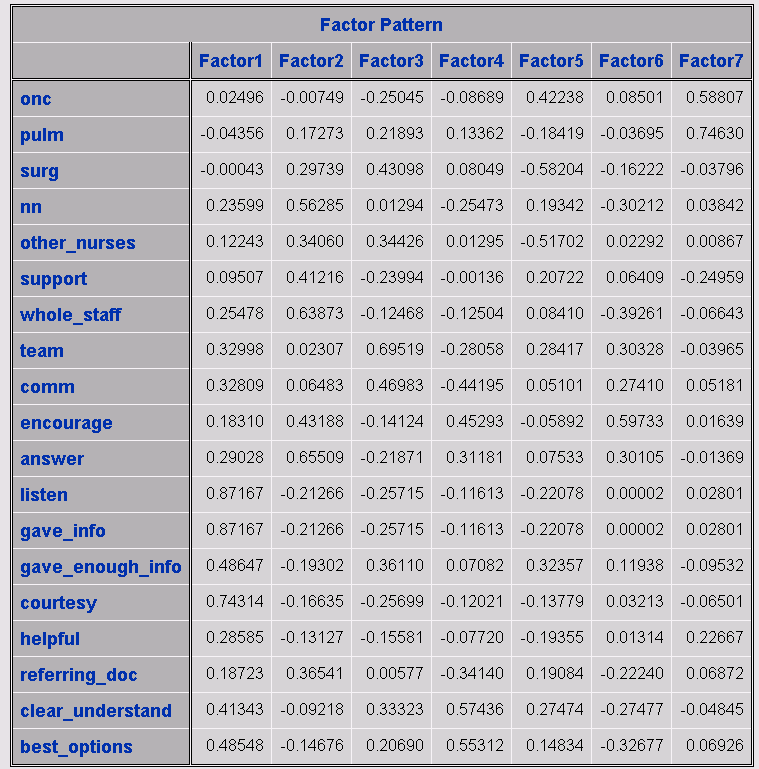 Factor Pattern
Factor1 Factor2 Factor3 Factor4 Factor5 Factor6 Factor7
onc 0.02496 -0.00749 -0.25045 -0.08689 0.42238 0.08501 0.58807
pulm -0.04356 0.17273 0.21893 0.13362 -0.18419 -0.03695 0.74630
surg -0.00043 0.29739 0.43098 0.08049 -0.58204 -0.16222 -0.03796
nn 0.23599 0.56285 0.01294 -0.25473 0.19342 -0.30212 0.03842
other_nurses 0.12243 0.34060 0.34426 0.01295 -0.51702 0.02292 0.00867
support 0.09507 0.41216 -0.23994 -0.00136 0.20722 0.06409 -0.24959
whole_staff 0.25478 0.63873 -0.12468 -0.12504 0.08410 -0.39261 -0.06643
team 0.32998 0.02307 0.69519 -0.28058 0.28417 0.30328 -0.03965
comm 0.32809 0.06483 0.46983 -0.44195 0.05101 0.27410 0.05181
encourage 0.18310 0.43188 -0.14124 0.45293 -0.05892 0.59733 0.01639
answer 0.29028 0.65509 -0.21871 0.31181 0.07533 0.30105 -0.01369
listen 0.87167 -0.21266 -0.25715 -0.11613 -0.22078 0.00002 0.02801
gave_info 0.87167 -0.21266 -0.25715 -0.11613 -0.22078 0.00002 0.02801
gave_enough_info 0.48647 -0.19302 0.36110 0.07082 0.32357 0.11938 -0.09532
courtesy 0.74314 -0.16635 -0.25699 -0.12021 -0.13779 0.03213 -0.06501
helpful 0.28585 -0.13127 -0.15581 -0.07720 -0.19355 0.01314 0.22667
referring_doc 0.18723 0.36541 0.00577 -0.34140 0.19084 -0.22240 0.06872
clear_understand 0.41343 -0.09218 0.33323 0.57436 0.27474 -0.27477 -0.04845
best_options 0.48548 -0.14676 0.20690 0.55312 0.14834 -0.32677 0.06926